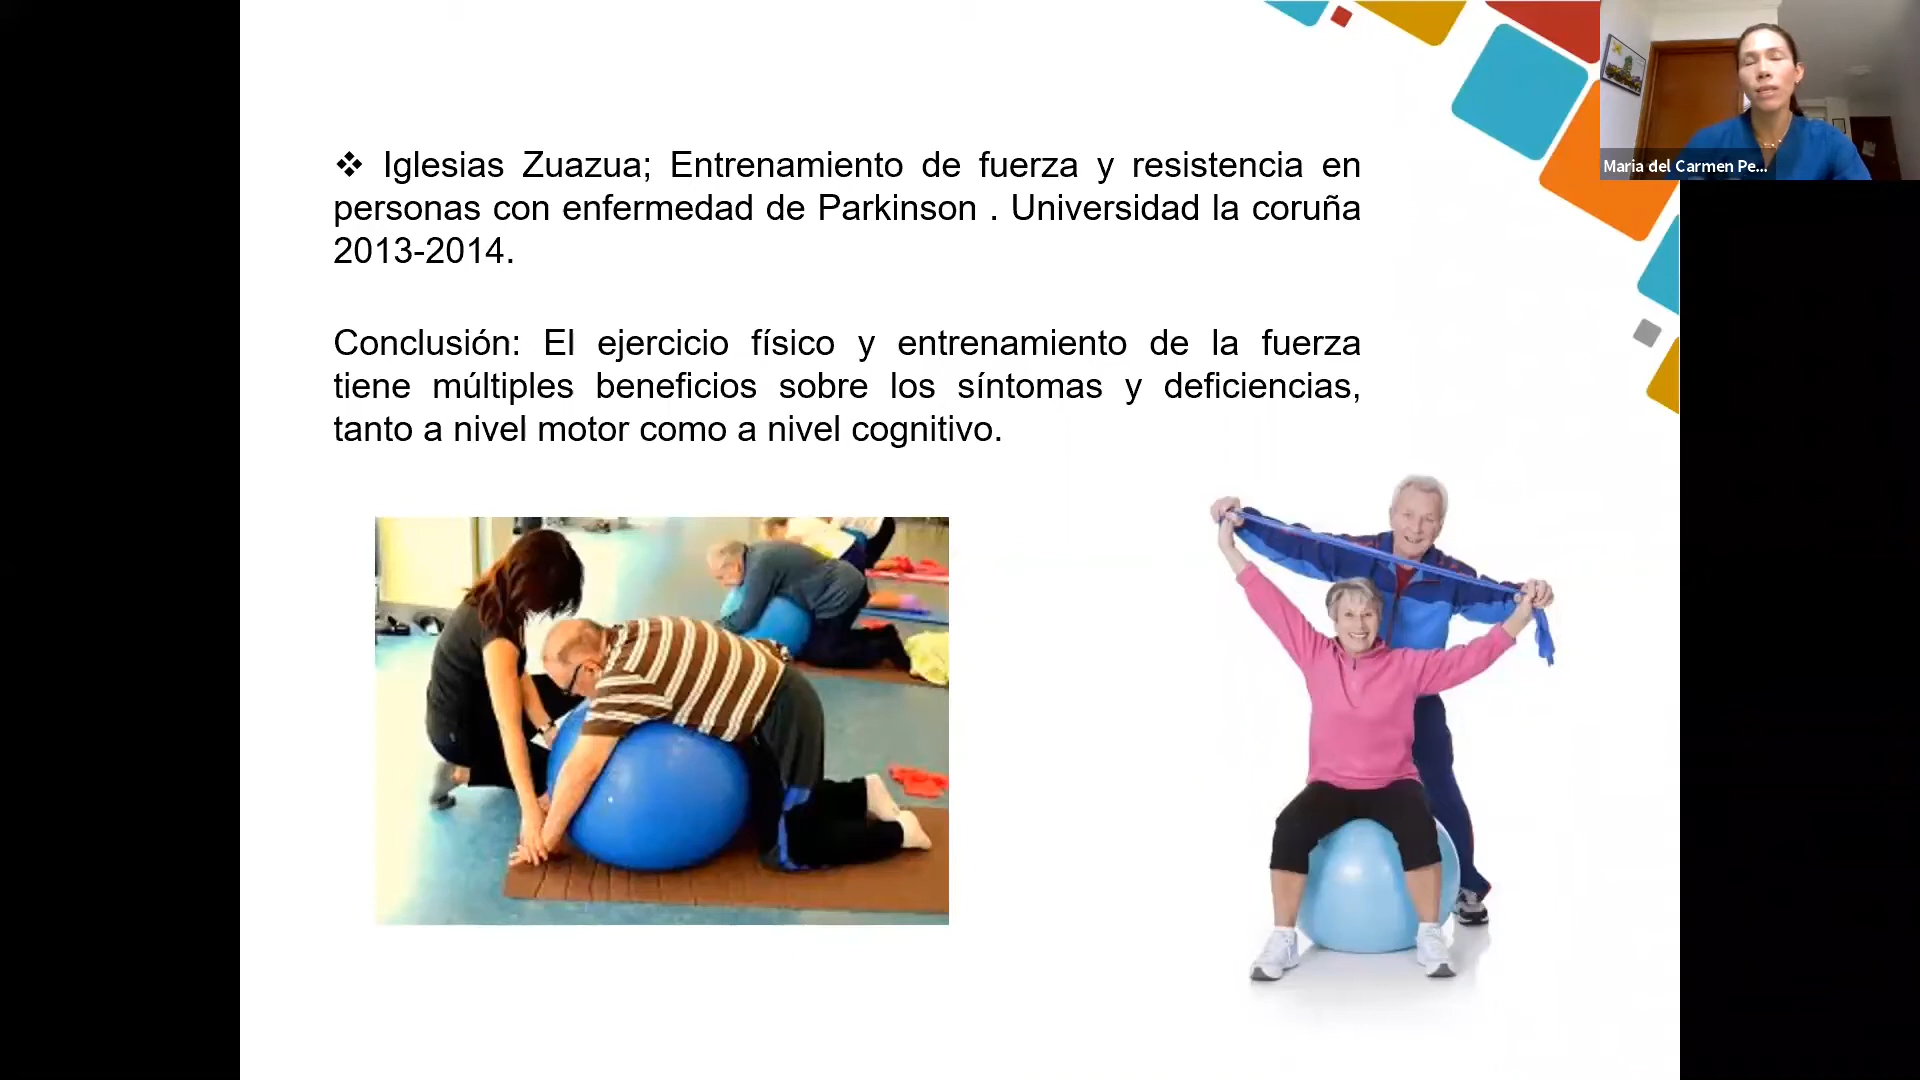 ❖ Iglesias Zuazua; Entrenamiento de fuerza y resistencia en
personas con enfermedad de Parkinson . Universidad la coruña
2013-2014.
Conclusión: El ejercicio físico y entrenamiento de la fuerza
tiene múltiples beneficios sobre los síntomas y deficiencias,
tanto a nivel motor como a nivel cognitivo.
Maria del Carmen Pe...